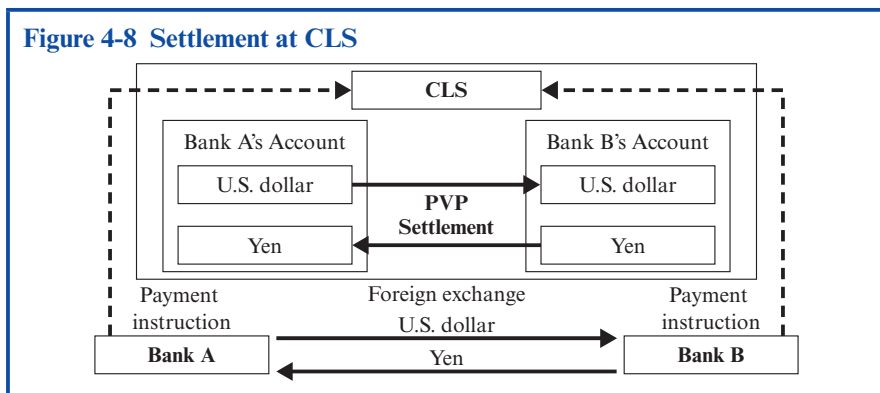 Figure 4-8 Settlement at CLS
CLS
Bank A's Account
Bank B's Account
U.S. dollar
U.S. dollar
PVP
Settlement
Yen
Yen
Payment
instruction
Foreign exchange
U.S. dollar
Payment
instruction
Bank A
Yen
Bank B